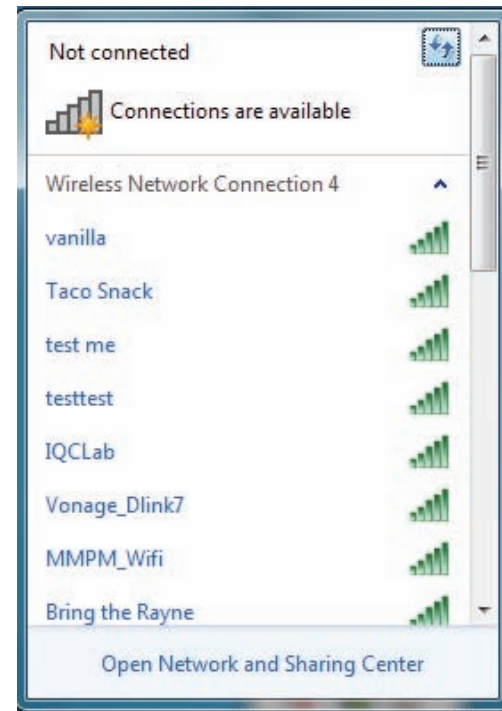 Not connected
Connections are available
Wireless Network Connection 4
vanilla
Taco Snack
test me
testtest
IQCLab
Vonage_Dlink7
MMPM_Wifi
Bring the Rayne
Open Network and Sharing Center